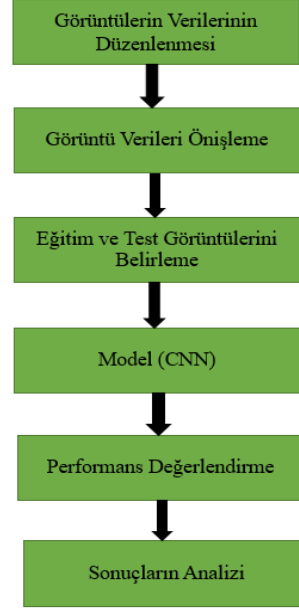 Görüntülerin Verilerinin
Düzenlenmesi
Görüntü Verileri Önişleme
Eğitim ve Test Görüntülerini
Belirleme
Model (CNN)
Performans Değerlendirme
Sonuçların Analizi